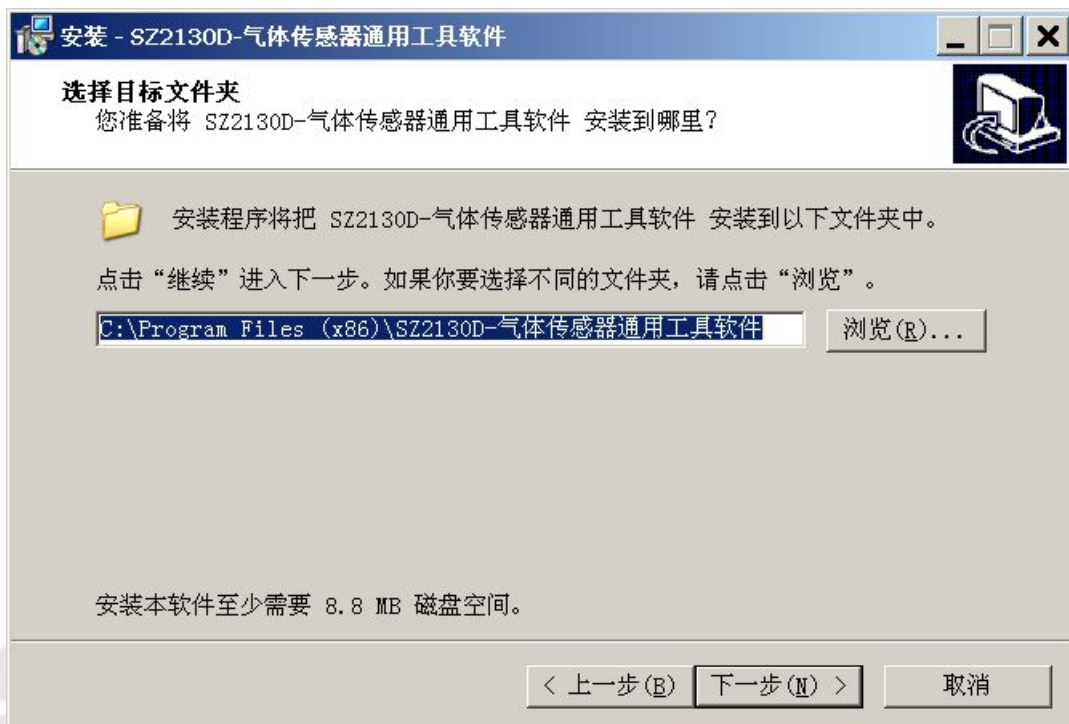 安装 - SZ2130D-气体传感器通用工具软件
选择目标文件夹
您准备将 SZ2130D-气体传感器通用工具软件 安装到哪里?
安装程序将把 SZ2130D-气体传感器通用工具软件 安装到以下文件夹中。
点击“继续”进入下一步。如果你要选择不同的文件夹，请点击“浏览”。
C:\Program Files (x86)\SZ2130D-气体传感器通用工具软件 浏览(R)...
安装本软件至少需要 8.8 MB 磁盘空间。
< 上一步(B) 下一步(N) > 取消